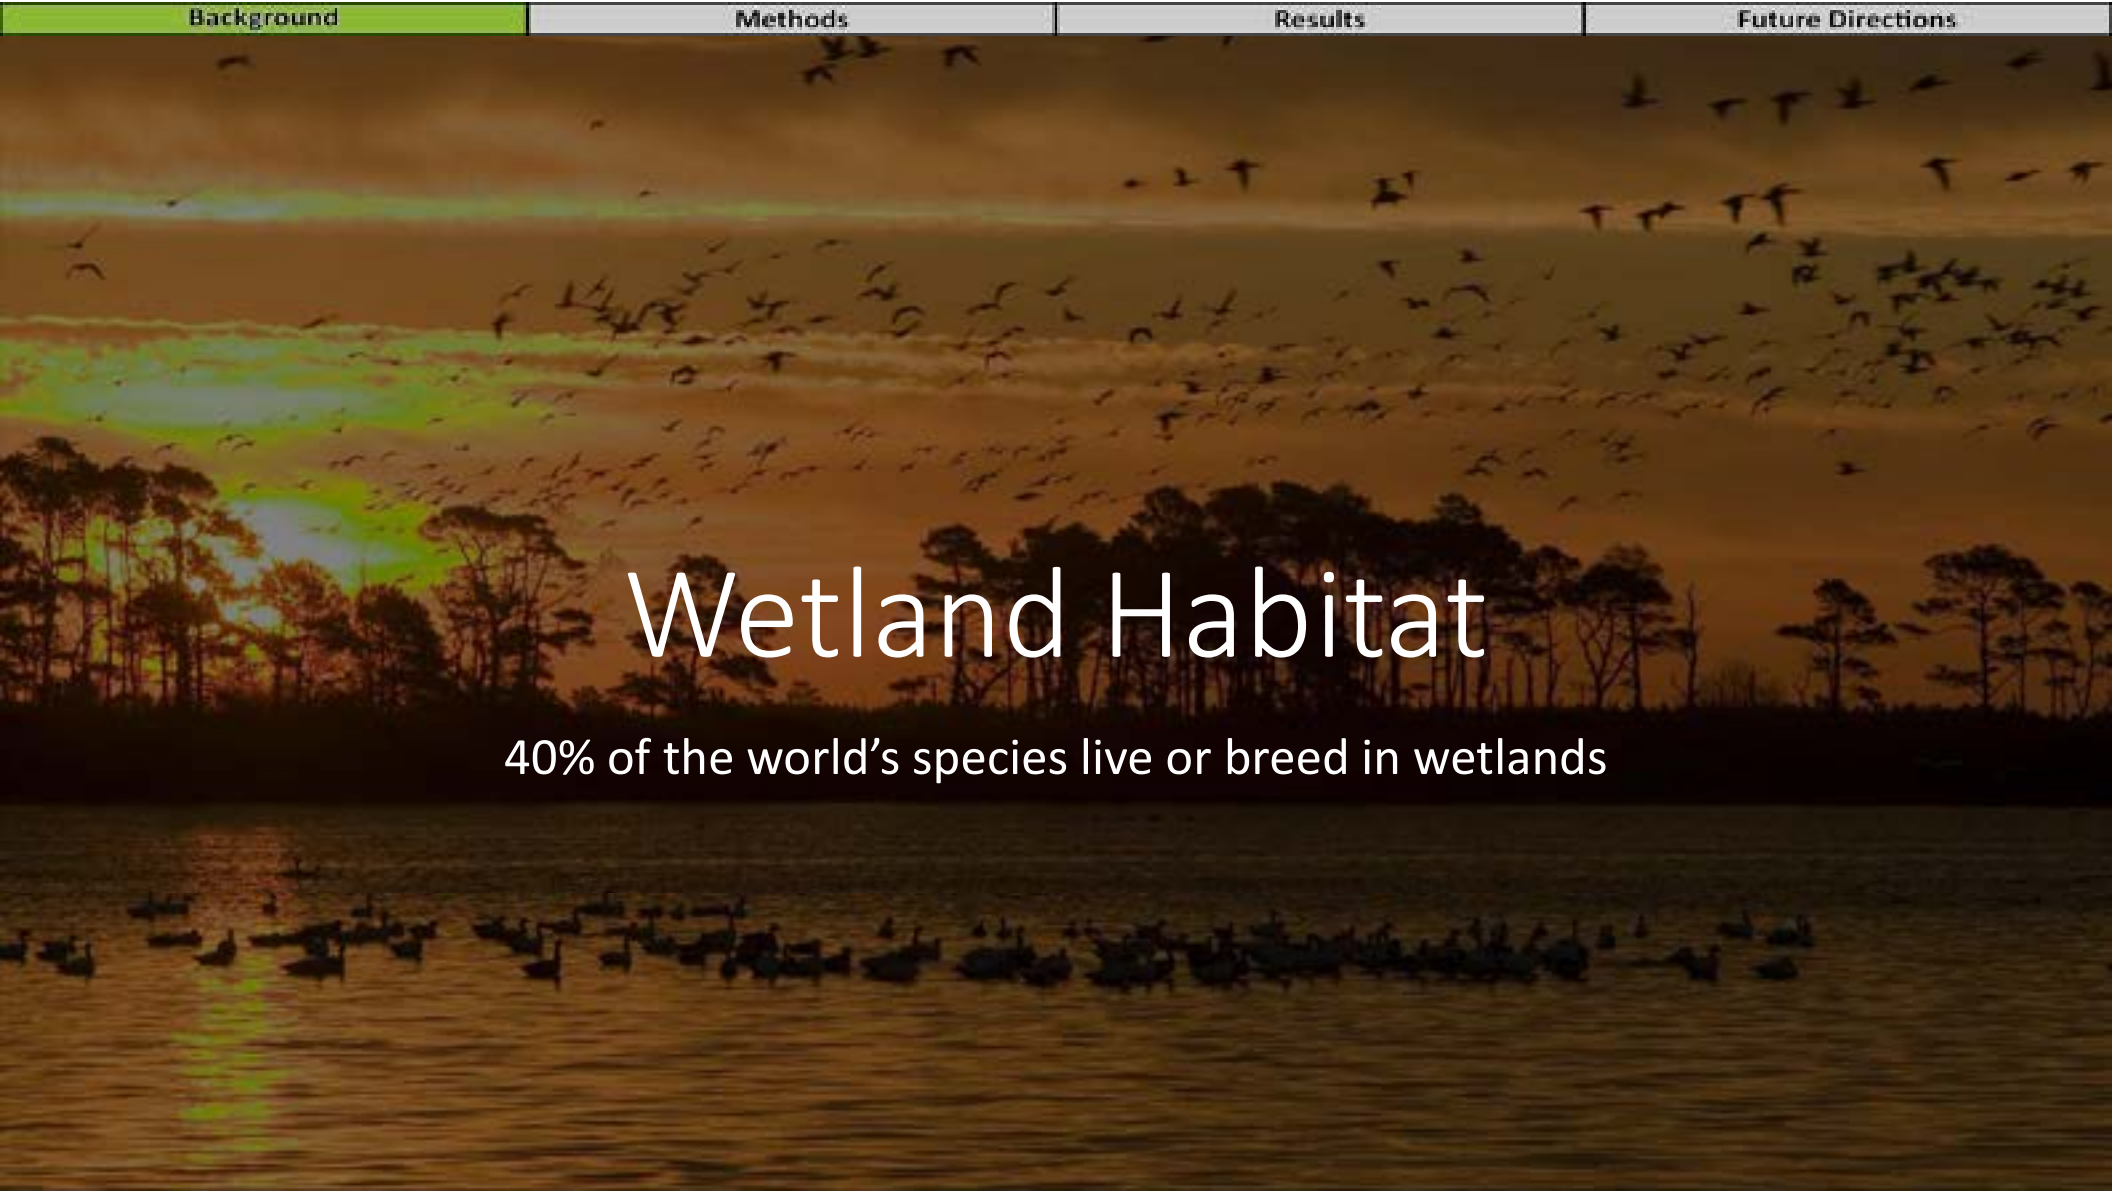 Background
Methods
Results
Future Directions
Wetland Habitat
40% of the world’s species live or breed in wetlands